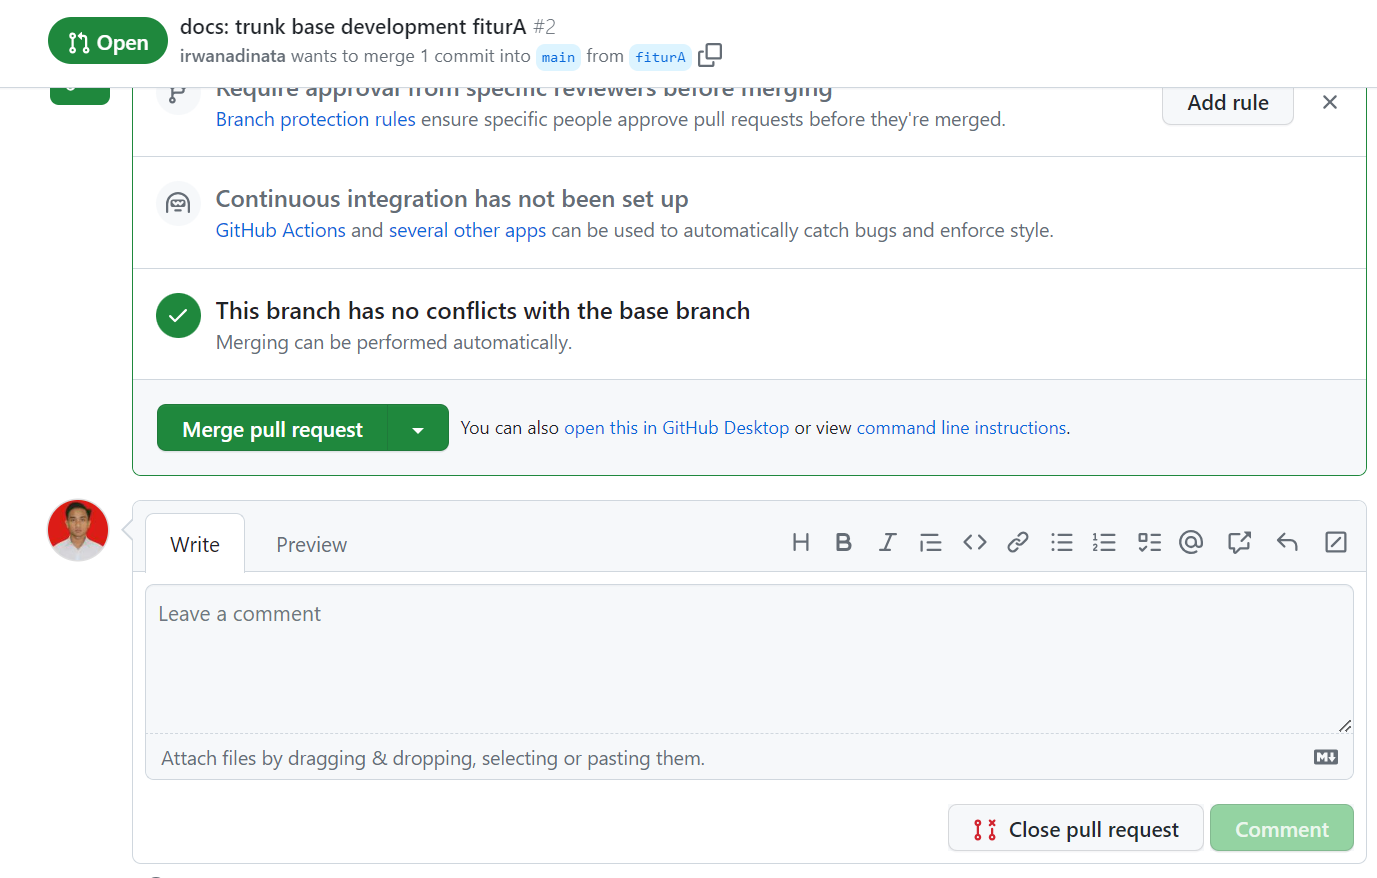 Open
docs: trunk base development fiturA #2
irwanadinata wants to merge 1 commit into main from fiturA
Require approval from specific reviewers before merging
Branch protection rules ensure specific people approve pull requests before they're merged.
Add rule
Continuous integration has not been set up
GitHub Actions and several other apps can be used to automatically catch bugs and enforce style.
This branch has no conflicts with the base branch
Merging can be performed automatically.
Merge pull request
You can also open this in GitHub Desktop or view command line instructions.
Write
Preview
Leave a comment
Attach files by dragging & dropping, selecting or pasting them.
Close pull request
Comment